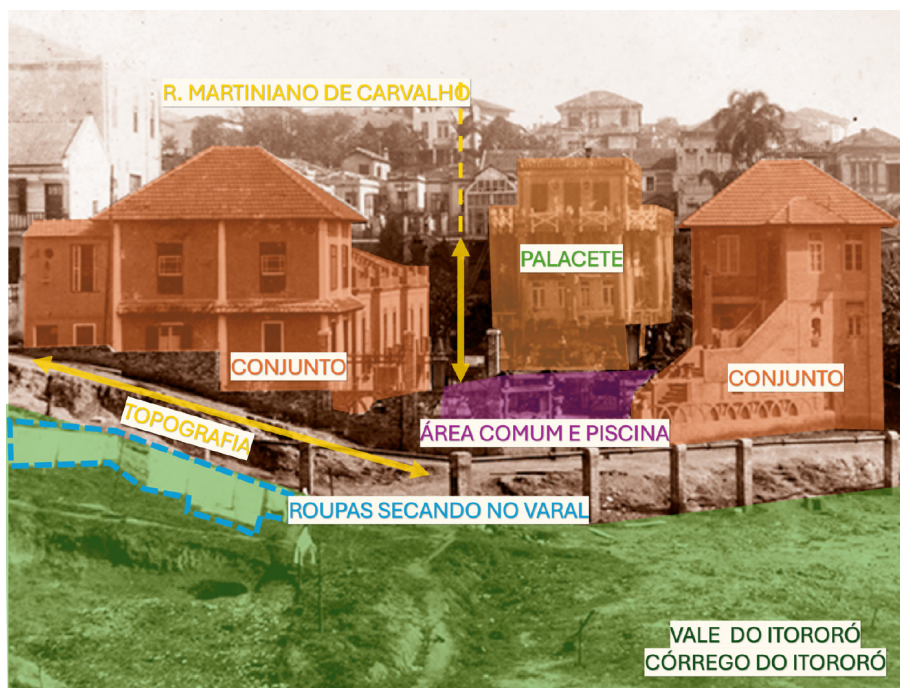 R. MARTINIANO DE CARVALHO
PALACETE
CONJUNTO
CONJUNTO
TOPOGRAFIA
ÁREA COMUM E PISCINA
ROUPAS SECANDO NO VARAL
VALE DO ITORORÓ
CÓRREGO DO ITORORÓ